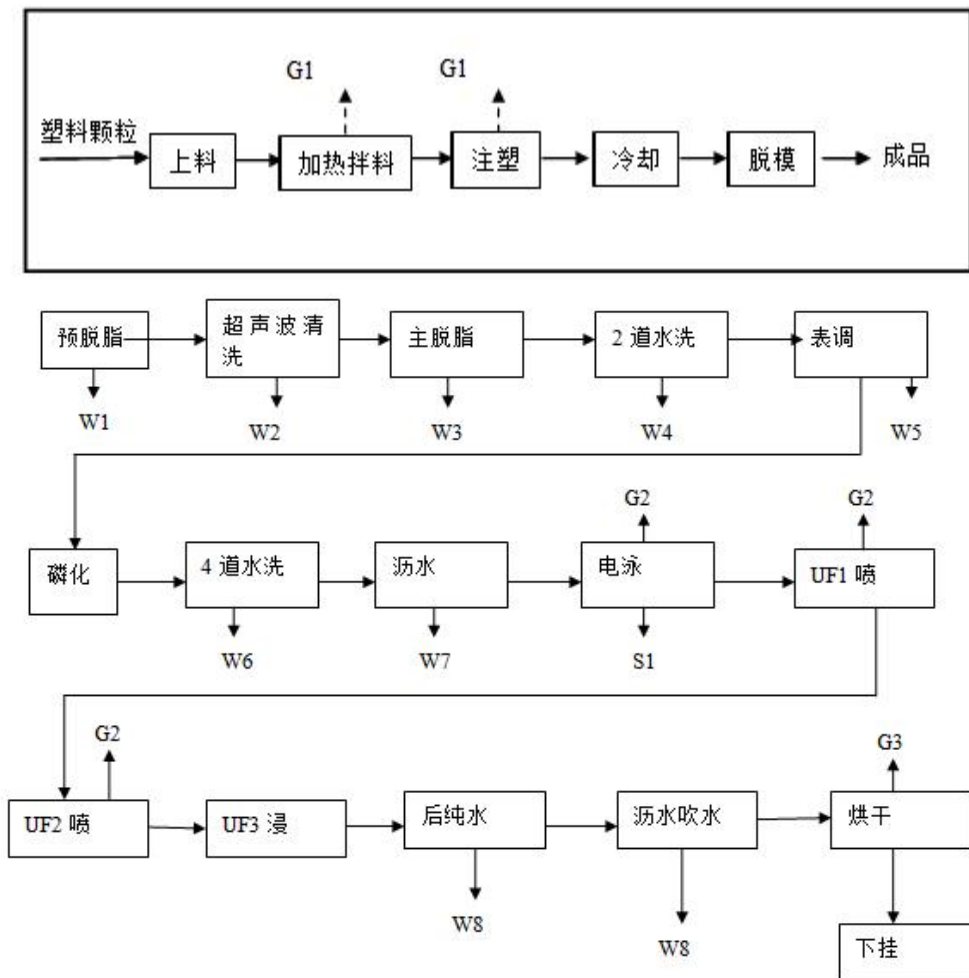 G1 G1
塑料颗粒 上料 加热拌料 注塑 冷却 脱模 成品
预脱脂 超声波清 主脱脂 2道水洗 表调
洗
W1 W2 W3 W4 W5
G2 G2
磷化 4道水洗 沥水 电泳 UF1喷
W6 W7 S1
G2 G3
UF2喷 UF3浸 后纯水 沥水吹水 烘干
W8 W8
下挂